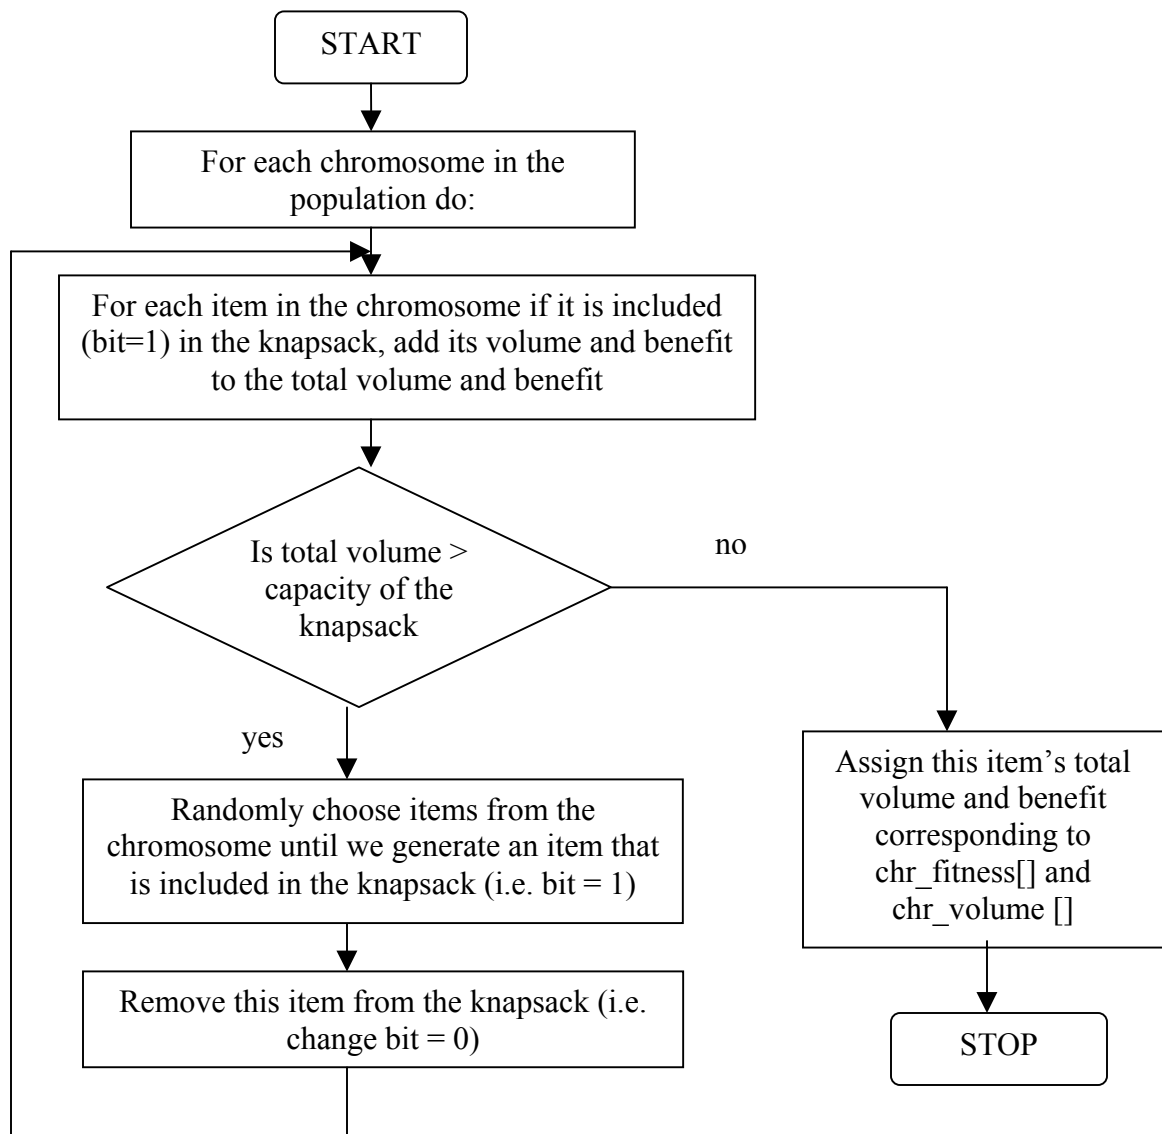 START
For each chromosome in the
population do:
For each item in the chromosome if it is included
(bit=1) in the knapsack, add its volume and benefit
to the total volume and benefit
Is total volume >
capacity of the
knapsack
no
yes
Randomly choose items from the
chromosome until we generate an item that
is included in the knapsack (i.e. bit = 1)
Remove this item from the knapsack (i.e.
change bit = 0)
Assign this item’s total
volume and benefit
corresponding to
chr_fitness[] and
chr_volume []
STOP